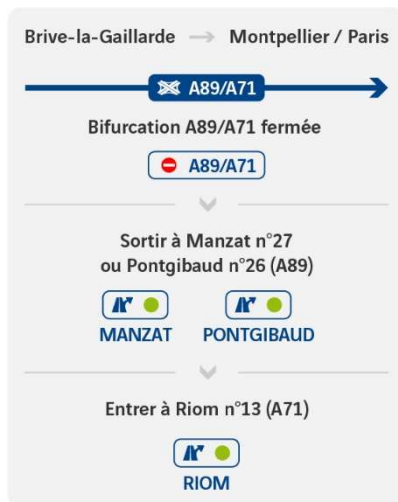 Brive-la-Gaillarde → Montpellier / Paris
A89/A71
Bifurcation A89/A71 fermée
A89/A71
Sortir à Manzat n°27
ou Pontgibaud n°26 (A89)
MANZAT PONTGIBAUD
Entrer à Riom n°13 (A71)
RIOM